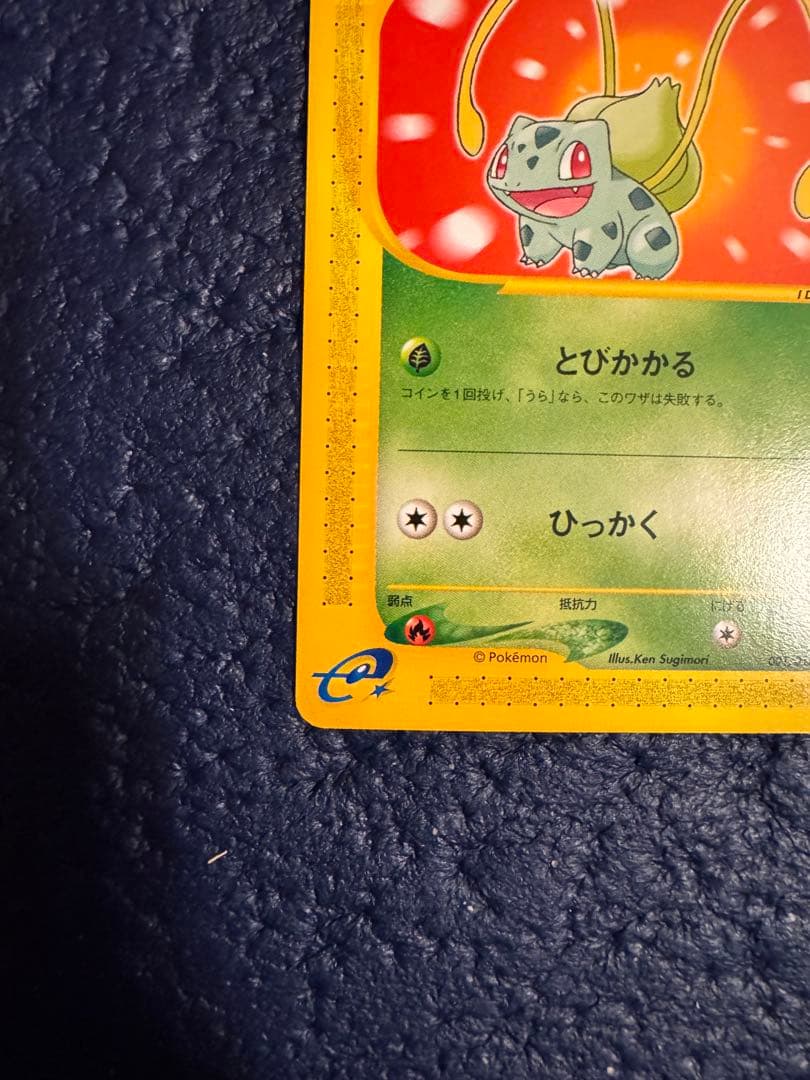 とびかかる
コインを1回投げ、「うら」なら、このワザは失敗する。
ひっかく
弱点 抵抗力 にげる
© Pokémon Illus.Ken Sugimori
e